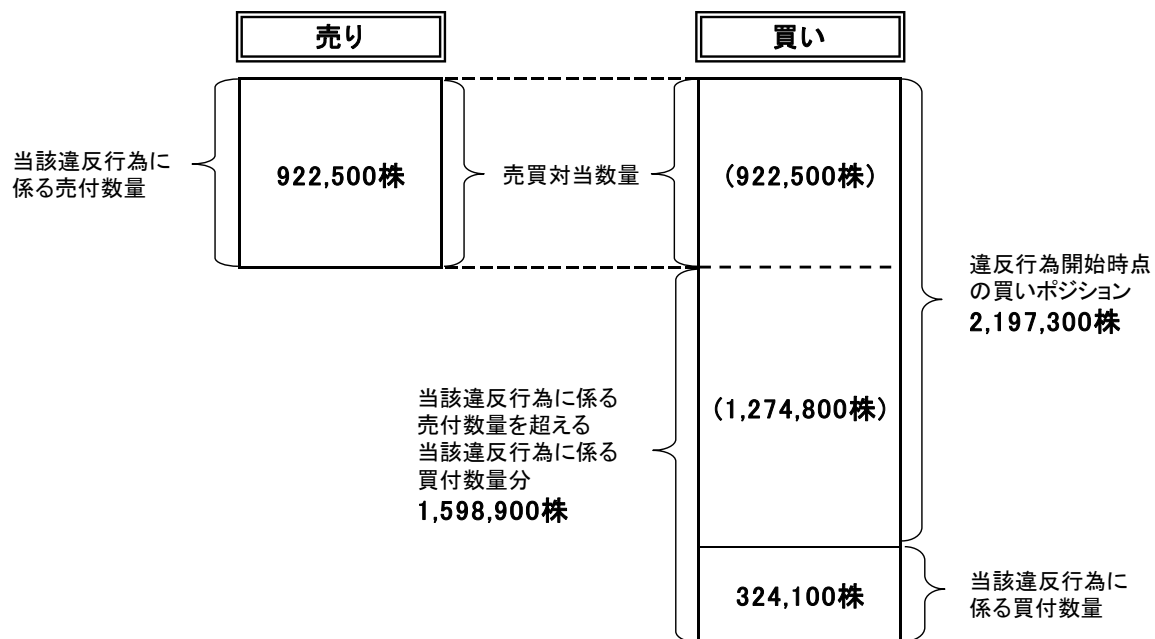 売り
買い
当該違反行為に
係る売付数量
922,500株
売買対当数量
(922,500株)
違反行為開始時点
の買いポジション
2,197,300株
当該違反行為に係る
売付数量を超える
当該違反行為に係る
買付数量分
1,598,900株
(1,274,800株)
324,100株
当該違反行為に
係る買付数量